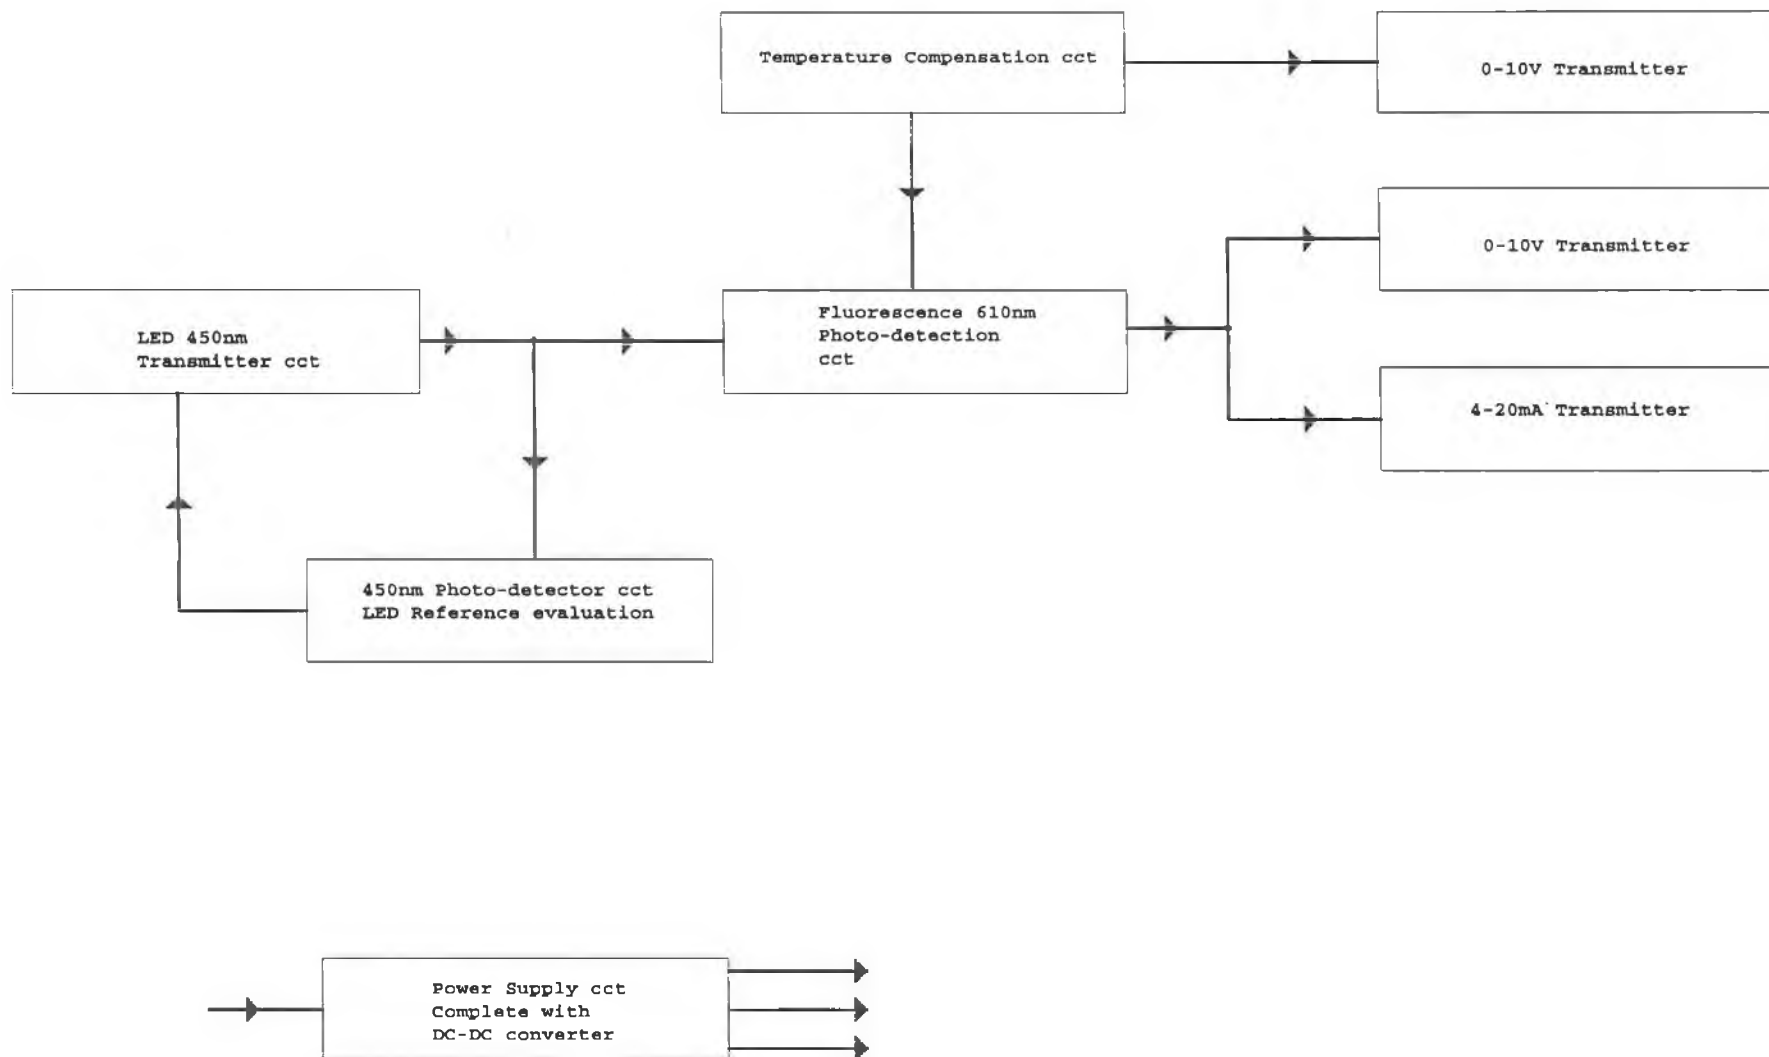 Temperature Compensation cct
0-10V Transmitter
0-10V Transmitter
LED 450nm
Transmitter cct
Fluorescence 610nm
Photo-detection
cct
4-20mA Transmitter
450nm Photo-detector cct
LED Reference evaluation
Power Supply cct
Complete with
DC-DC converter